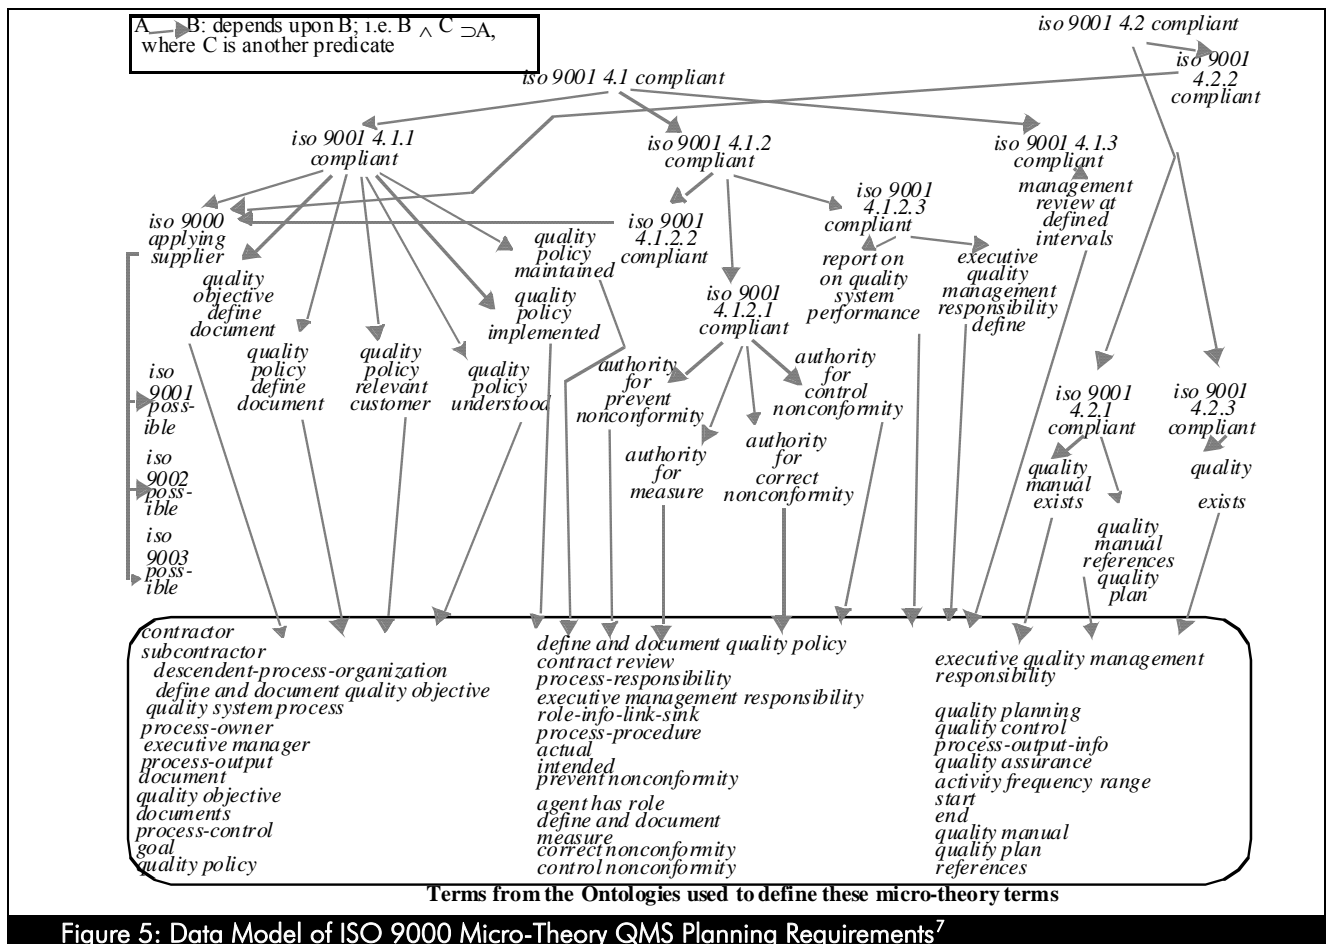 A B: depends upon B; i.e. B ∧ C ⊃A,
where C is another predicate
iso 9001 4.2 compliant
iso 9001
4.2.2
compliant
iso 9001 4.1 compliant
iso 9001 4.1.1
compliant
iso 9001 4.1.2
compliant
iso 9001 4.1.3
compliant
management
review at
defined
intervals
iso 9000
applying
supplier
iso 9001
4.1.2.2
compliant
iso 9001
4.1.2.3
compliant
quality
policy
maintained
quality
objective
define
document
quality
policy
implemented
iso 9001
4.1.2.1
compliant
report on
on quality
system
performance
executive
quality
management
responsibility
define
quality
policy
define
document
quality
policy
relevant
customer
quality
policy
understood
authority
for
prevent
nonconformity
authority
for
control
nonconformity
authority
for
measure
authority
for
correct
nonconformity
iso
9001
poss-
ible
iso
9002
poss-
ible
iso
9003
poss-
ible
iso 9001
4.2.1
compliant
iso 9001
4.2.3
compliant
quality
manual
exists
quality
exists
quality
manual
references
quality
plan
contractor
subcontractor
descendent-process-organization
define and document quality objective
quality system process
process-owner
executive manager
process-output
document
quality objective
documents
process-control
goal
quality policy
define and document quality policy
contract review
process-responsibility
executive management responsibility
role-info-link-sink
process-procedure
actual
intended
prevent nonconformity
agent has role
define and document
measure
correct nonconformity
control nonconformity
executive quality management
responsibility
quality planning
quality control
process-output-info
quality assurance
activity frequency range
start
end
quality manual
quality plan
references
Terms from the Ontologies used to define these micro-theory terms
Figure 5: Data Model of ISO 9000 Micro-Theory QMS Planning Requirements7